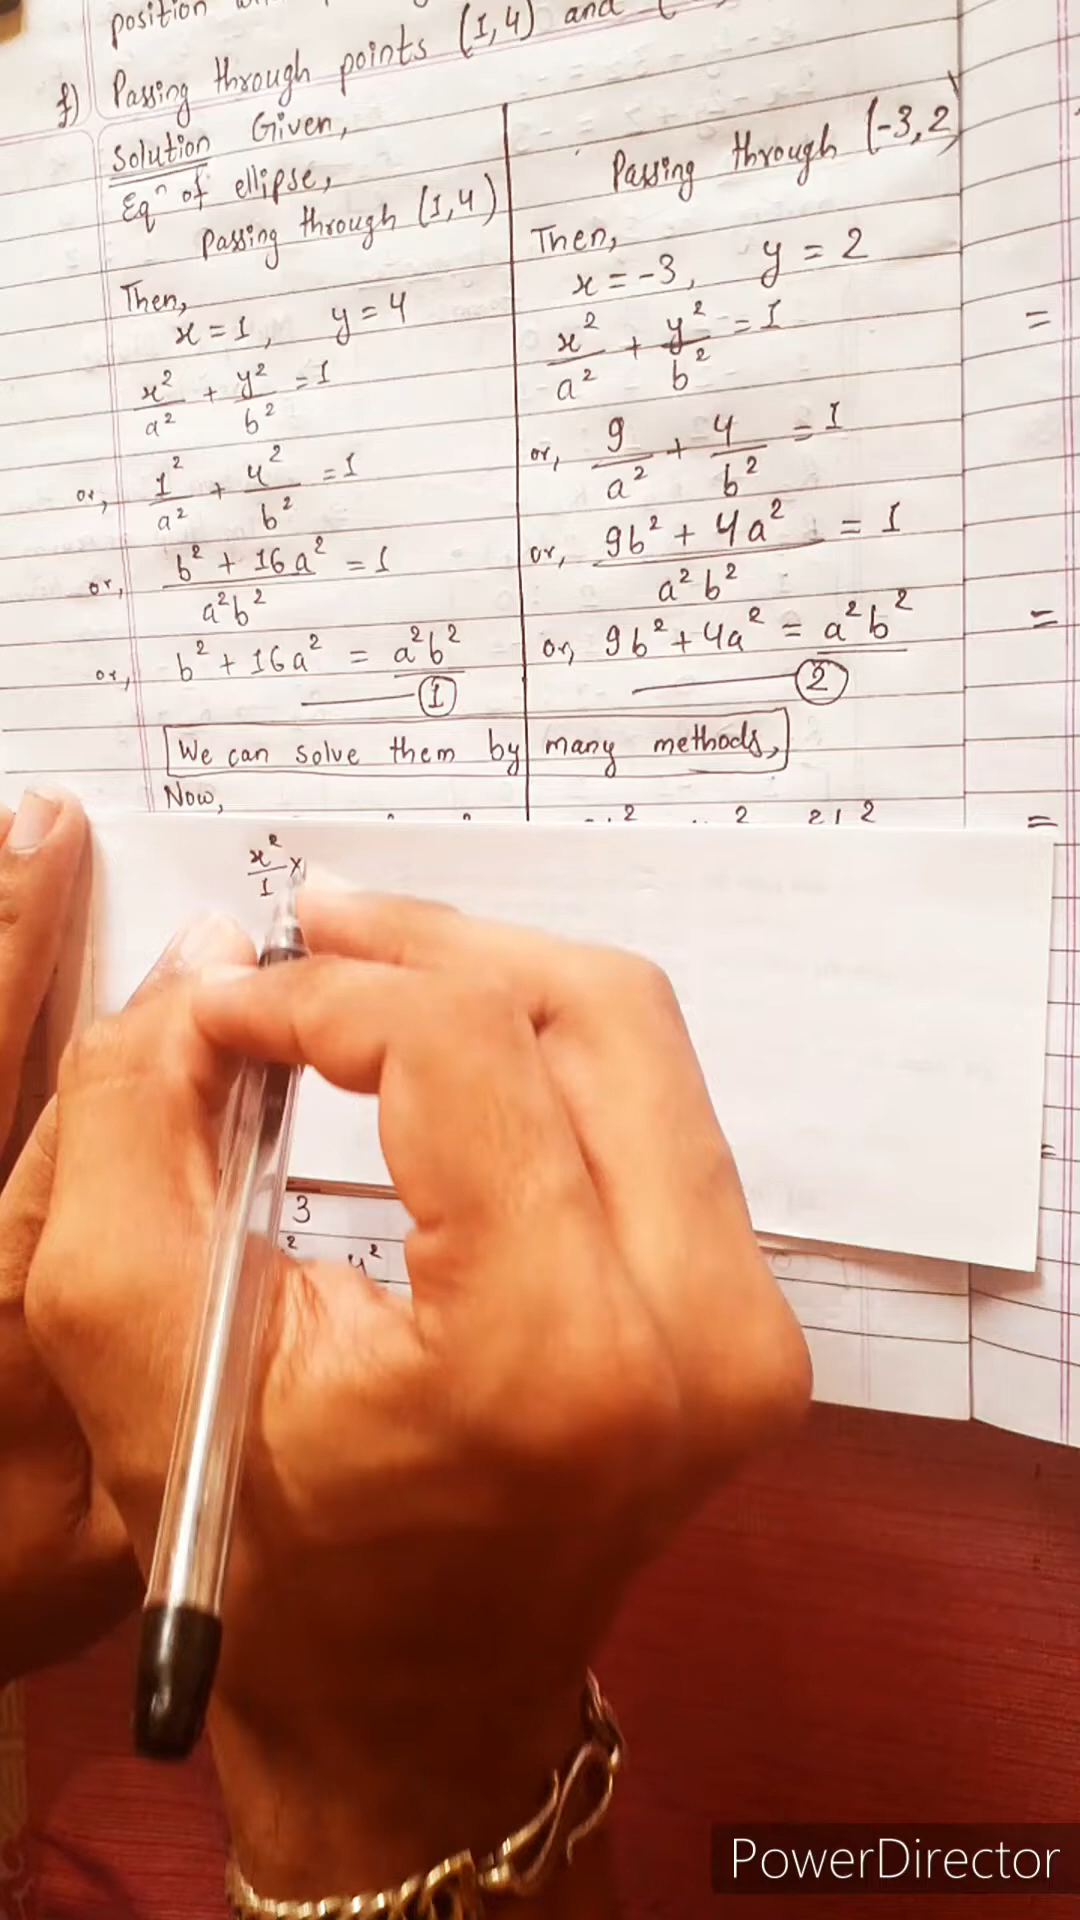 position
f) Passing through points (1,4) and (
Solution Given,
Eqⁿ of ellipse,
Passing through (1,4)
Then,
x = 1, y = 4
x²/a² + y²/b² = 1
or, 1²/a² + 4²/b² = 1
or, b² + 16a²/a²b² = 1
or, b² + 16a² = a²b²
1
Passing through (-3,2
Then,
x = -3, y = 2
x²/a² + y²/b² = 1
or, 9/a² + 4/b² = 1
or, 9b² + 4a²/a²b² = 1
or, 9b² + 4a² = a²b²
2
We can solve them by many methods,
Now,
x²/1 ×
3
=
=
=
=
PowerDirector